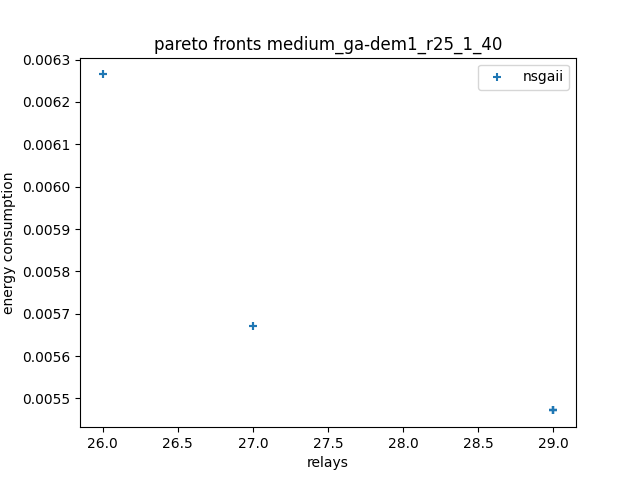 pareto fronts medium_ga-dem1_r25_1_40
nsgaii
energy consumption
0.0063
0.0062
0.0061
0.0060
0.0059
0.0058
0.0057
0.0056
0.0055
26.0 26.5 27.0 27.5 28.0 28.5 29.0
relays